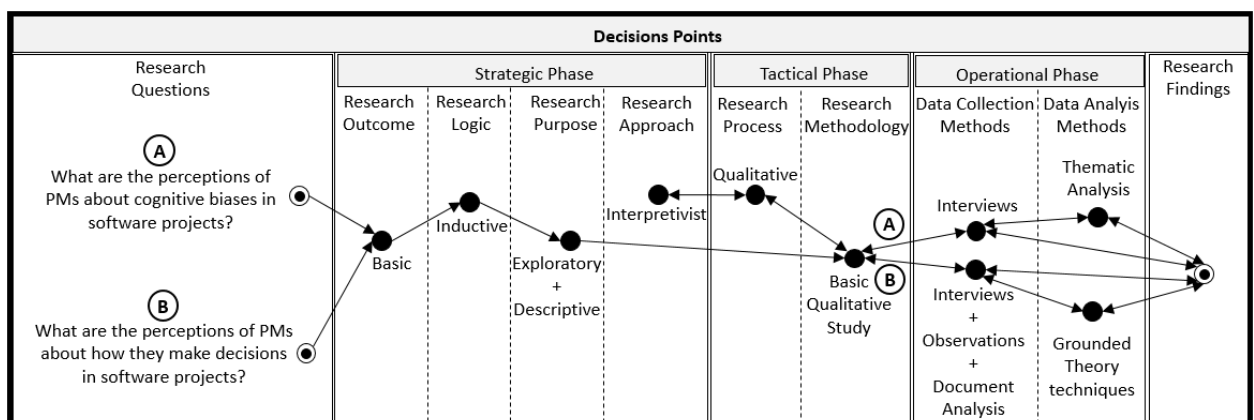 Decisions Points
Research
Questions
Strategic Phase
Tactical Phase
Operational Phase
Research
Findings
Research
Outcome
Research
Logic
Research
Purpose
Research
Approach
Research
Process
Research
Methodology
Data Collection
Methods
Data Analyis
Methods
A
What are the perceptions of
PMs about cognitive biases in
software projects?
B
What are the perceptions of PMs
about how they make decisions
in software projects?
Basic
Inductive
Exploratory
+
Descriptive
Interpretivist
Qualitative
A
B
Basic
Qualitative
Study
Interviews
Interviews
+
Observations
+
Document
Analysis
Thematic
Analysis
Grounded
Theory
techniques